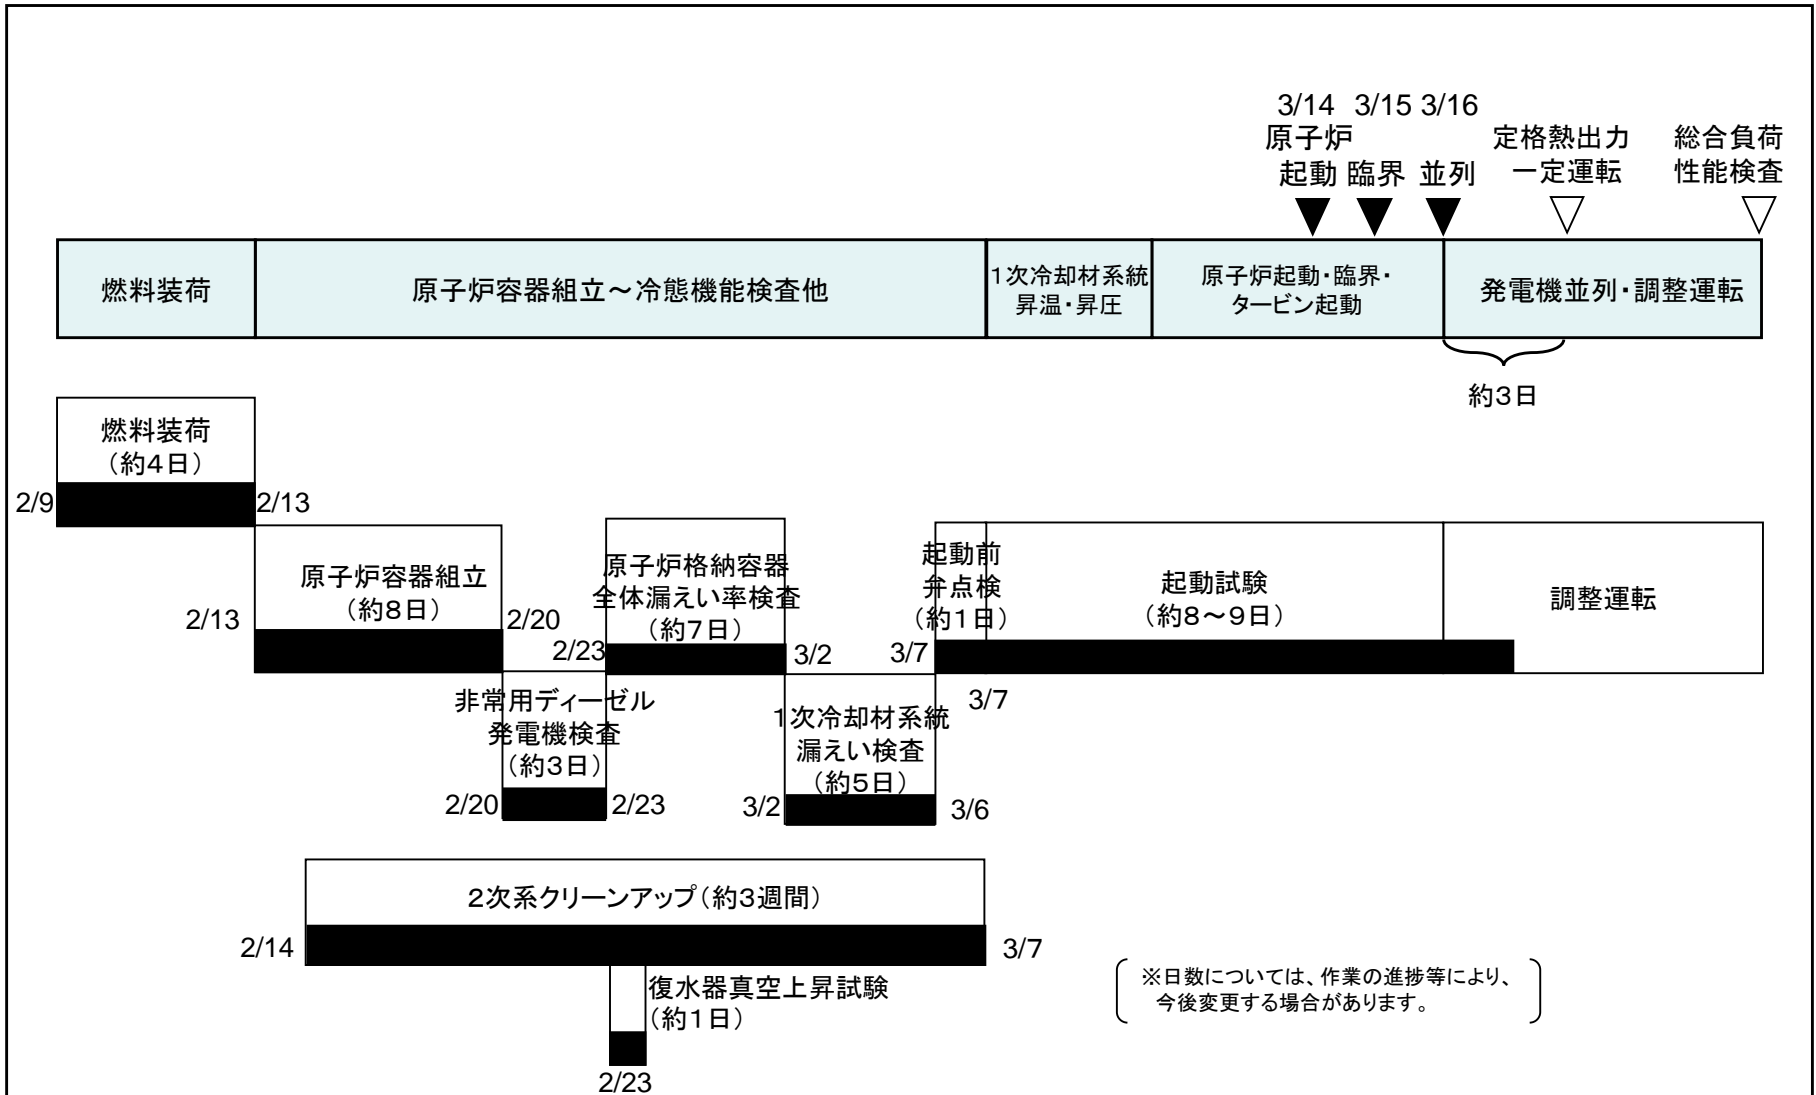 3/14 3/15 3/16
原子炉
起動 臨界 並列
定格熱出力
一定運転
総合負荷
性能検査
燃料装荷
原子炉容器組立～冷態機能検査他
1次冷却材系統
昇温・昇圧
原子炉起動・臨界・
タービン起動
発電機並列・調整運転
約3日
燃料装荷
（約4日）
2/9
2/13
原子炉容器組立
（約8日）
2/13
2/20
非常用ディーゼル
発電機検査
（約3日）
2/20
2/23
原子炉格納容器
全体漏えい率検査
（約7日）
2/23
3/2
1次冷却材系統
漏えい検査
（約5日）
3/2
3/6
起動前
弁点検
（約1日）
3/7
3/7
起動試験
（約8～9日）
調整運転
2次系クリーンアップ（約3週間）
2/14
3/7
復水器真空上昇試験
（約1日）
2/23
※日数については、作業の進捗等により、
今後変更する場合があります。